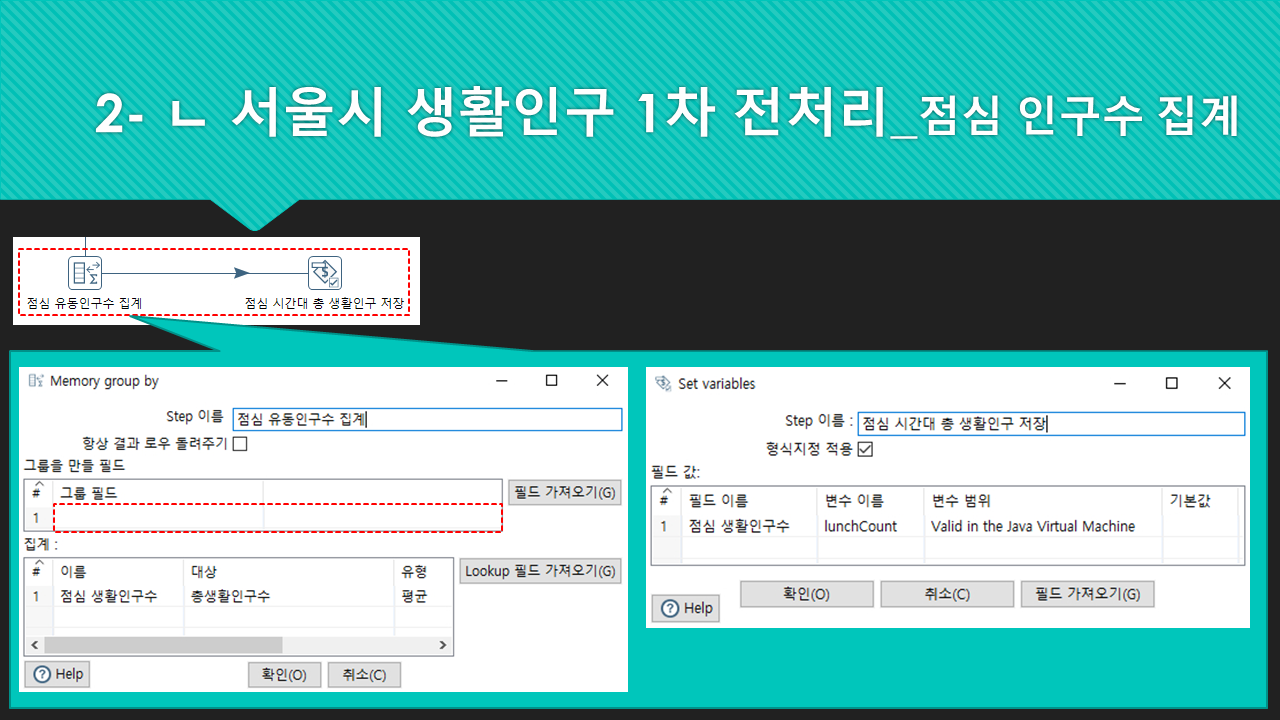 2- ㄴ 서울시 생활인구 1차 전처리_점심 인구수 집계
점심 유동인구수 집계
점심 시간대 총 생활인구 저장
Memory group by
Step 이름 점심 유동인구수 집계
항상 결과 로우 돌려주기
그룹을 만들 필드
# 그룹 필드
필드 가져오기(G)
1
집계 :
# 이름 대상 유형
Lookup 필드 가져오기(G)
1 점심 생활인구수 총생활인구수 평균
Help
확인(O)
취소(C)
Set variables
Step 이름 : 점심 시간대 총 생활인구 저장
형식지정 적용
필드 값:
# 필드 이름 변수 이름 변수 범위 기본값
1 점심 생활인구수 lunchCount Valid in the Java Virtual Machine
Help
확인(O)
취소(C)
필드 가져오기(G)